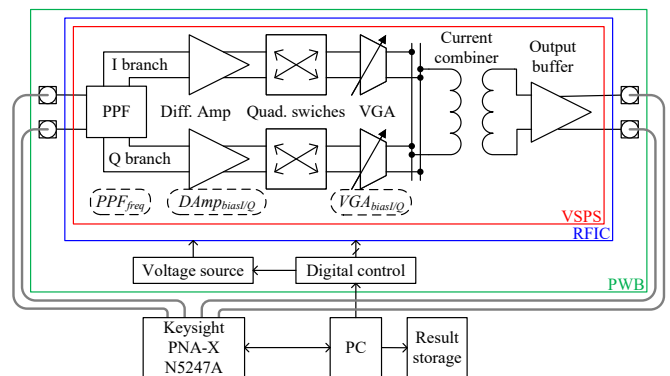 I branch
Current
combiner
Output
buffer
PPF
Diff. Amp
Quad. swiches
VGA
Q branch
PPFfreq
DAmpbiasI/Q
VGAbiasI/Q
VSPS
RFIC
Voltage source
Digital control
PWB
Keysight
PNA-X
N5247A
PC
Result
storage